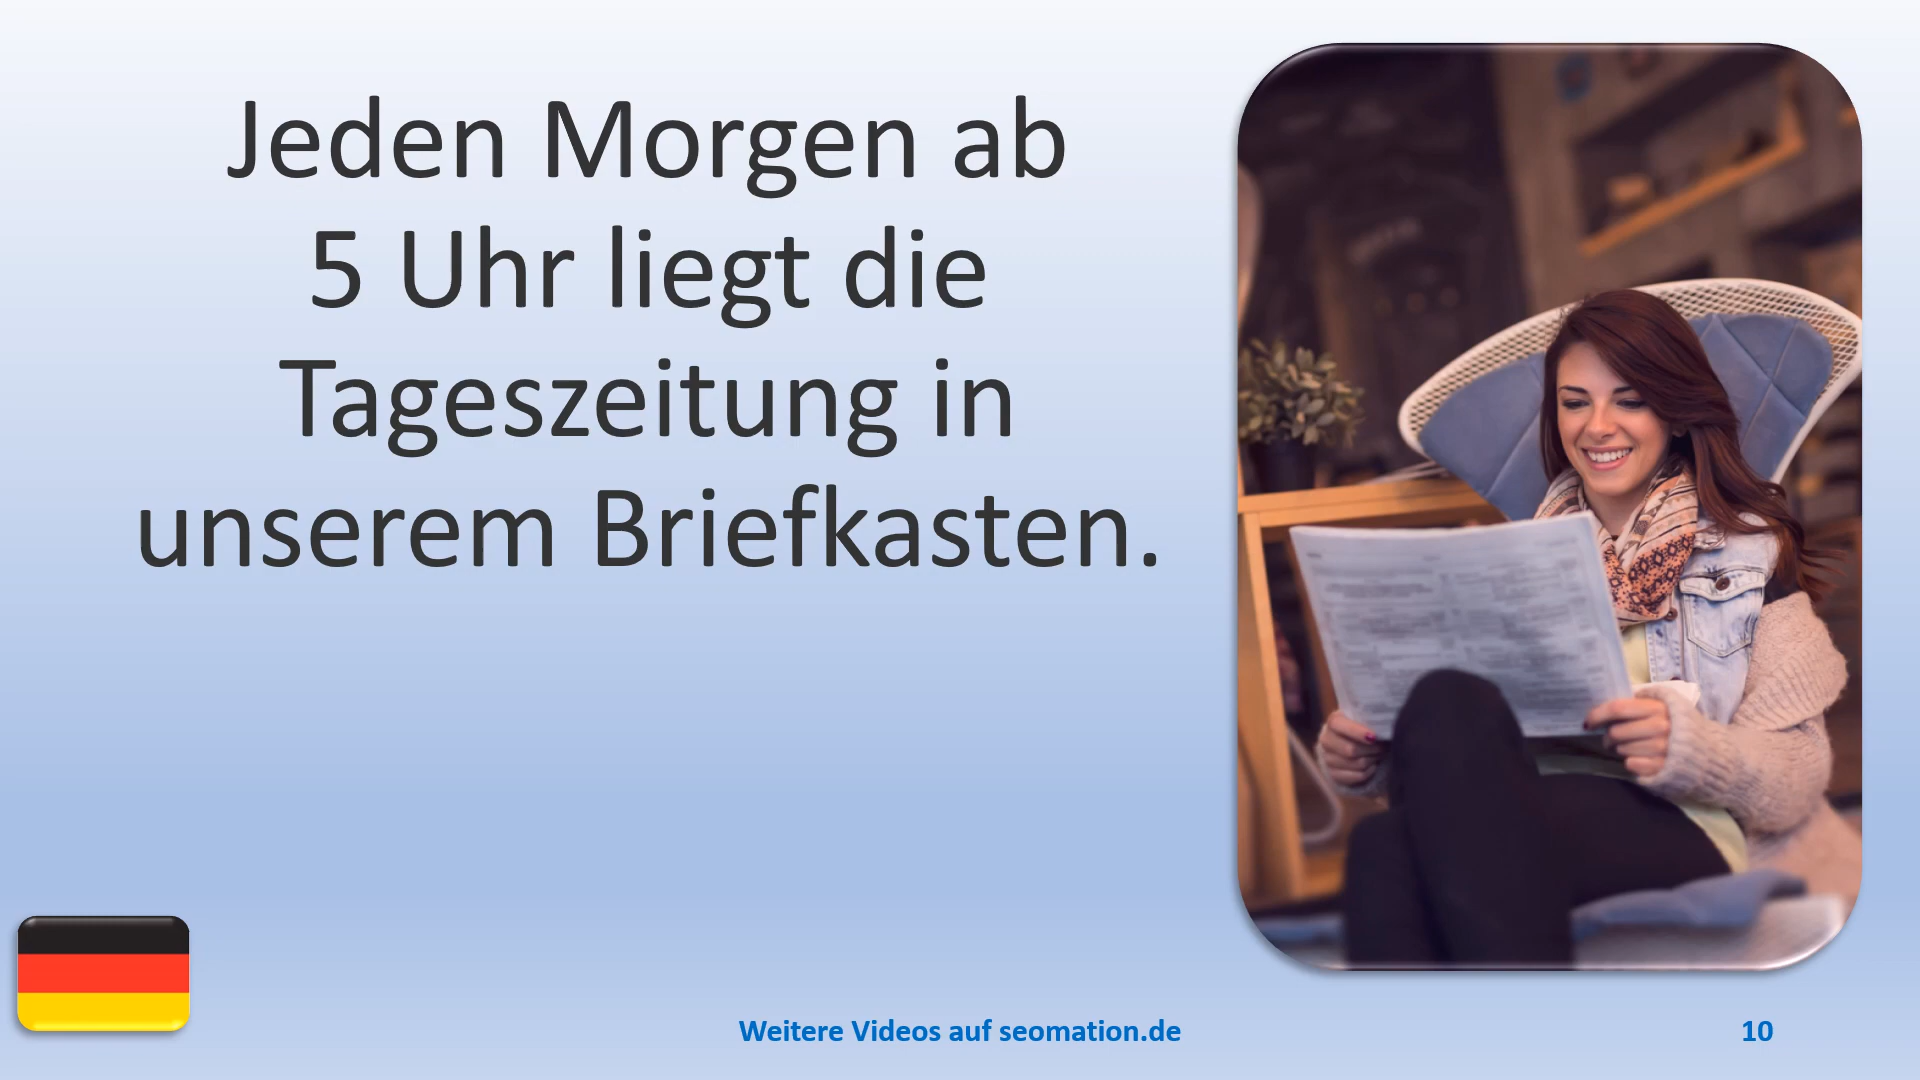 Jeden Morgen ab
5 Uhr liegt die
Tageszeitung in
unserem Briefkasten.
Weitere Videos auf seomation.de
10